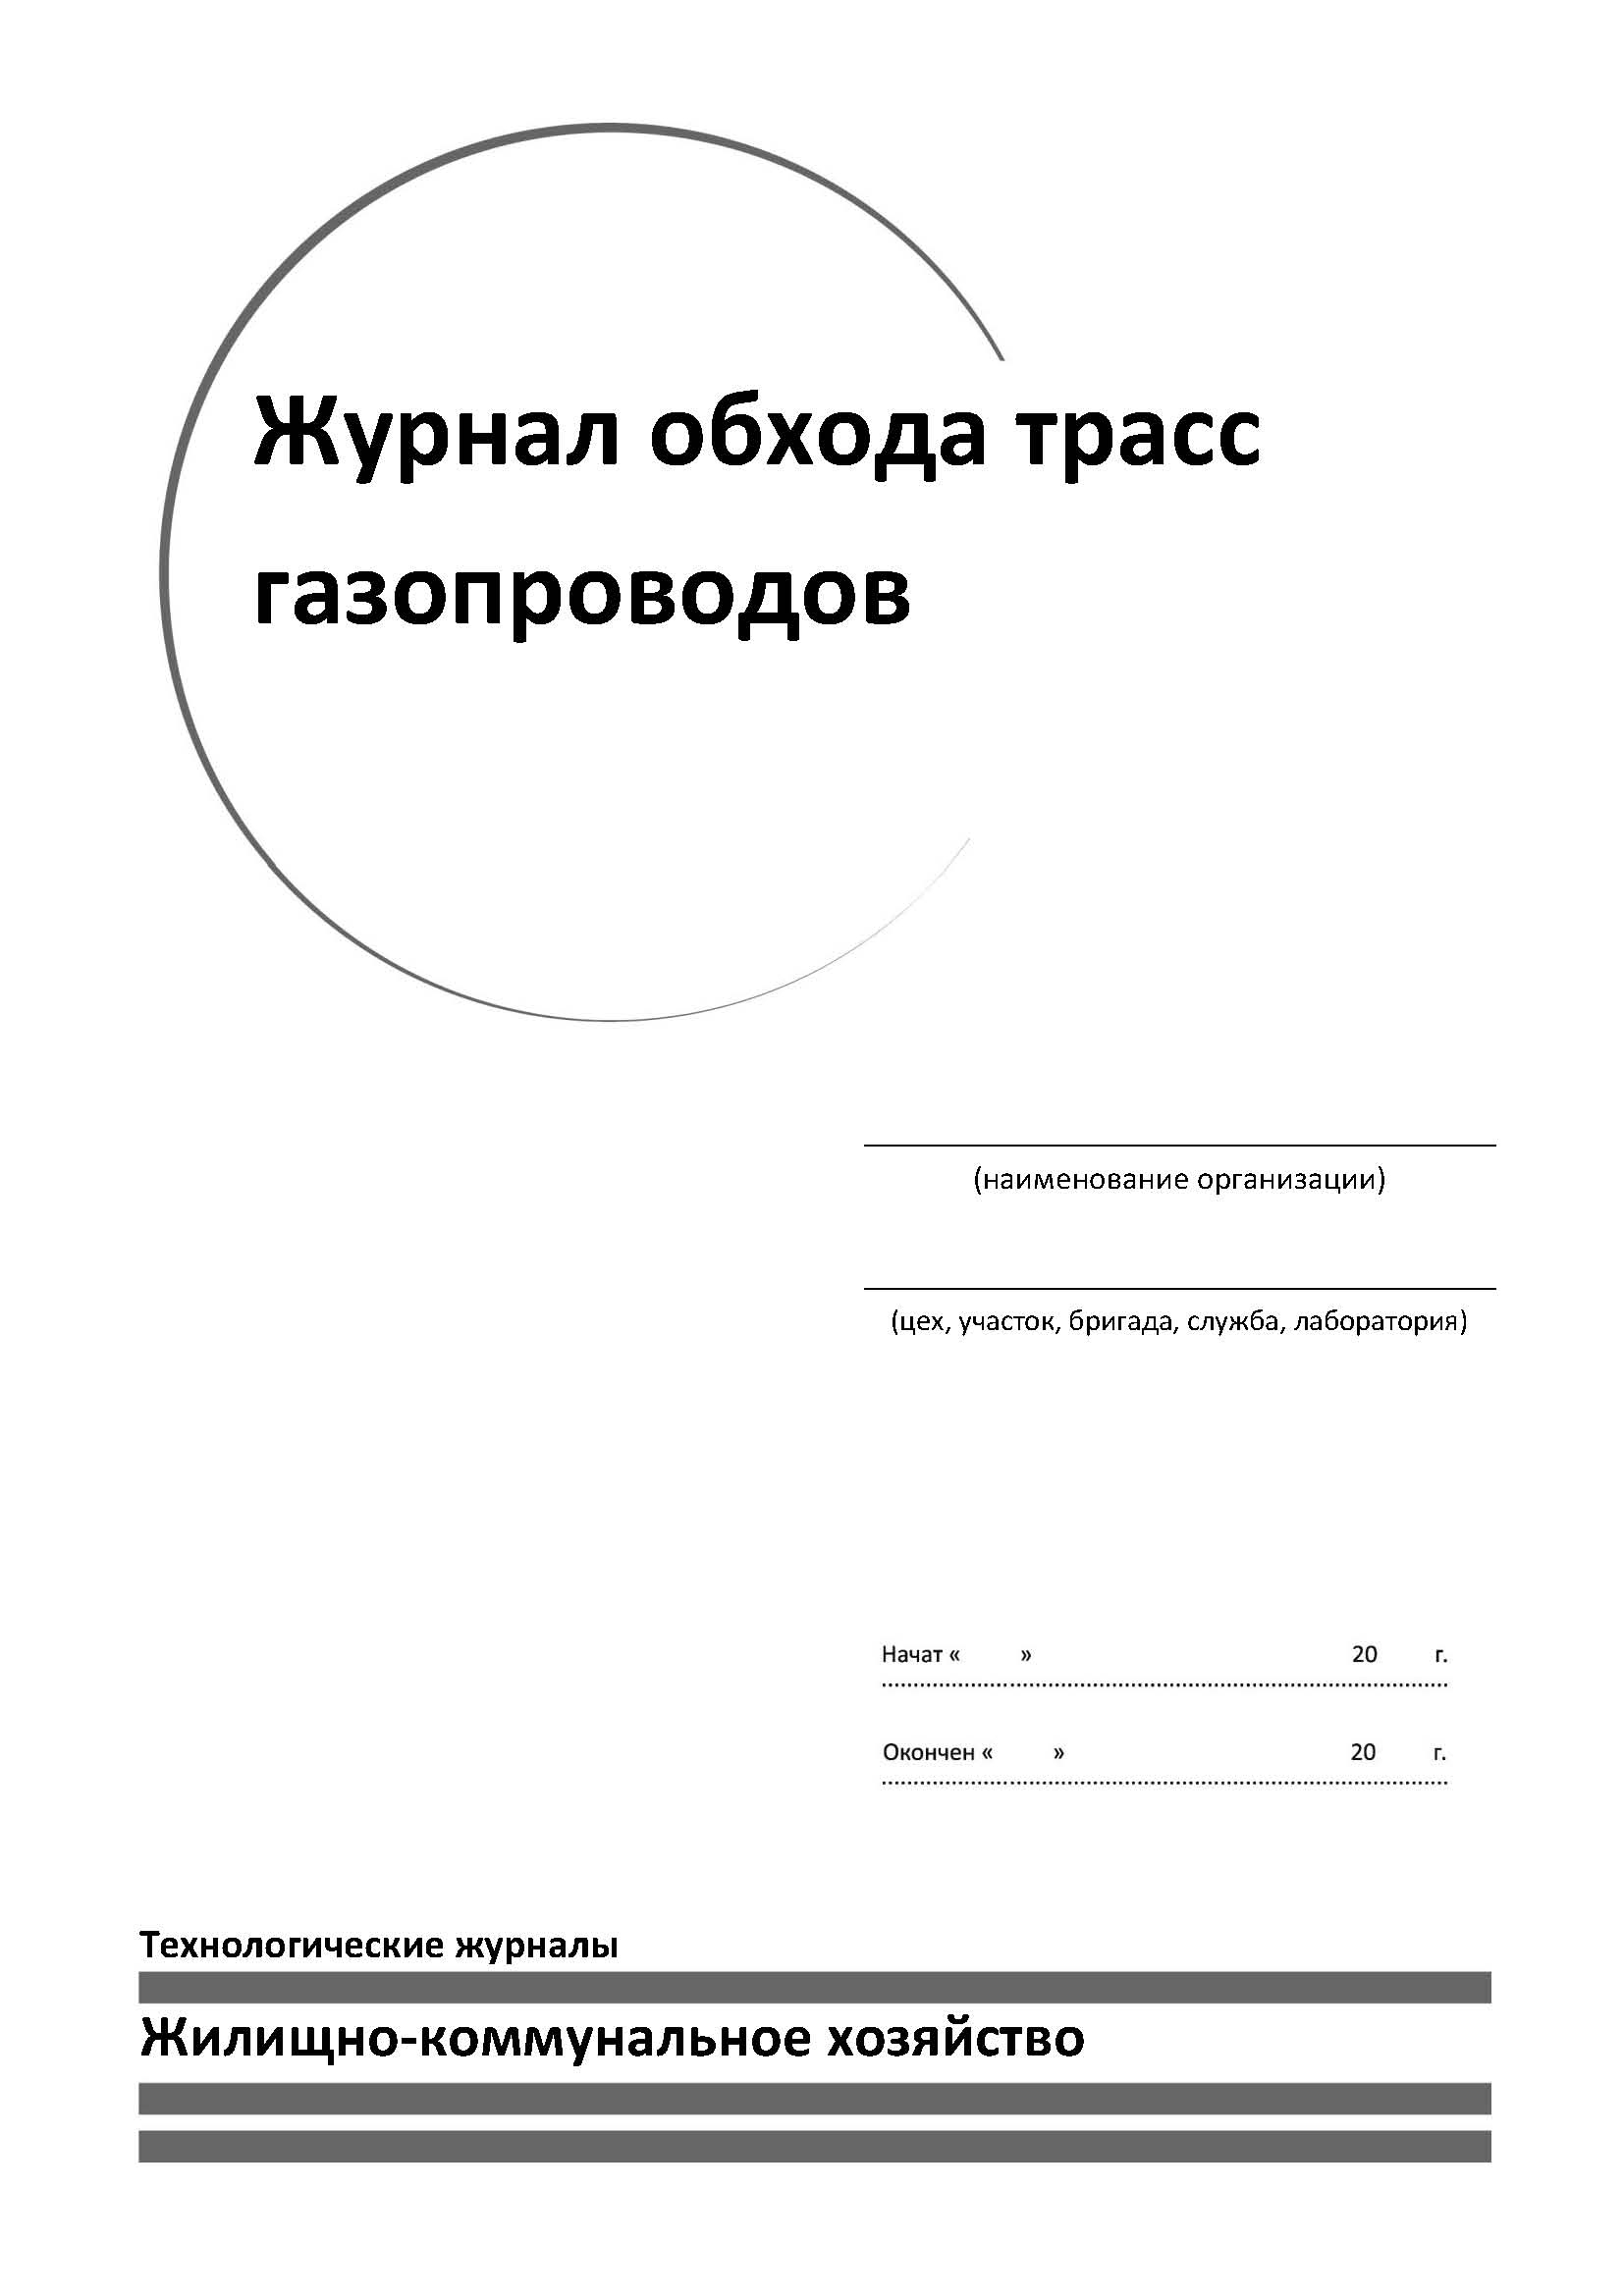 Журнал обхода трасс
газопроводов
(наименование организации)
(цех, участок, бригада, служба, лаборатория)
Начат « » 20 г.
Окончен « » 20 г.
Технологические журналы
Жилищно-коммунальное хозяйство